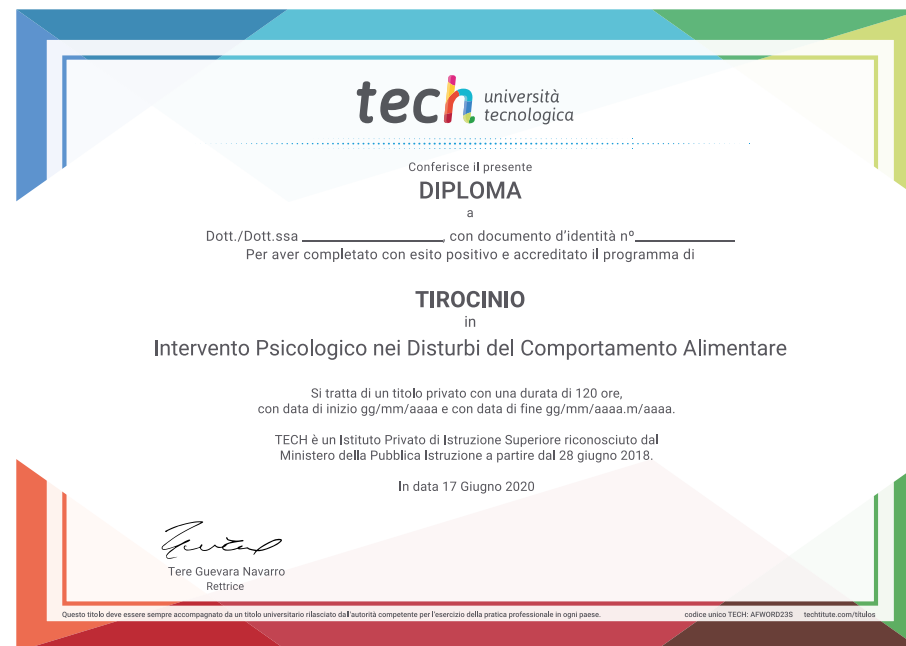 tech università
tecnologica
Conferisce il presente
DIPLOMA
a
Dott./Dott.ssa ______________, con documento d'identità nº__________
Per aver completato con esito positivo e accreditato il programma di
TIROCINIO
in
Intervento Psicologico nei Disturbi del Comportamento Alimentare
Si tratta di un titolo privato con una durata di 120 ore,
con data di inizio gg/mm/aaaa e con data di fine gg/mm/aaaa.m/aaaa.
TECH è un Istituto Privato di Istruzione Superiore riconosciuto dal
Ministero della Pubblica Istruzione a partire dal 28 giugno 2018.
In data 17 Giugno 2020
Tere Guevara Navarro
Rettrice
Questo titolo deve essere sempre accompagnato da un titolo universitario rilasciato dall'autorità competente per l'esercizio della pratica professionale in ogni paese. codice unico TECH: AFWORD23S techtitute.com/títulos